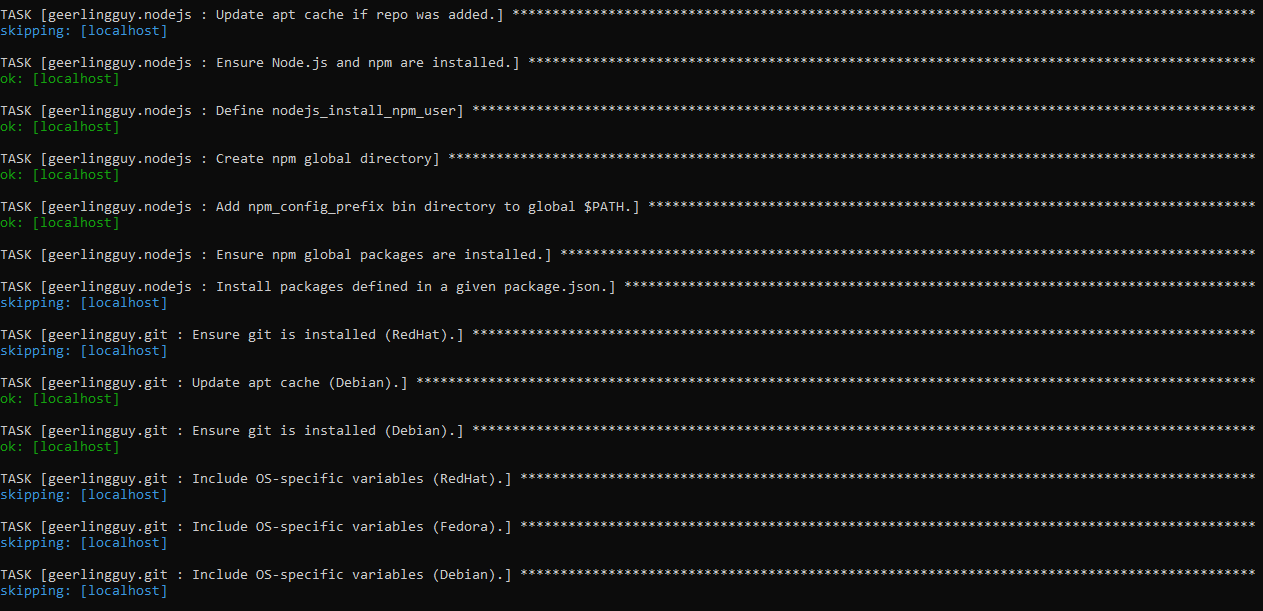 TASK [geerlingguy.nodejs : Update apt cache if repo was added.] *********************************************************************************************
skipping: [localhost]
TASK [geerlingguy.nodejs : Ensure Node.js and npm are installed.] *******************************************************************************************
ok: [localhost]
TASK [geerlingguy.nodejs : Define nodejs_install_npm_user] **************************************************************************************************
ok: [localhost]
TASK [geerlingguy.nodejs : Create npm global directory] *****************************************************************************************************
ok: [localhost]
TASK [geerlingguy.nodejs : Add npm_config_prefix bin directory to global $PATH.] ****************************************************************************
ok: [localhost]
TASK [geerlingguy.nodejs : Ensure npm global packages are installed.] ***************************************************************************************
TASK [geerlingguy.nodejs : Install packages defined in a given package.json.] *******************************************************************************
skipping: [localhost]
TASK [geerlingguy.git : Ensure git is installed (RedHat).] **************************************************************************************************
skipping: [localhost]
TASK [geerlingguy.git : Update apt cache (Debian).] *********************************************************************************************************
ok: [localhost]
TASK [geerlingguy.git : Ensure git is installed (Debian).] **************************************************************************************************
ok: [localhost]
TASK [geerlingguy.git : Include OS-specific variables (RedHat).] ********************************************************************************************
skipping: [localhost]
TASK [geerlingguy.git : Include OS-specific variables (Fedora).] ********************************************************************************************
skipping: [localhost]
TASK [geerlingguy.git : Include OS-specific variables (Debian).] ********************************************************************************************
skipping: [localhost]